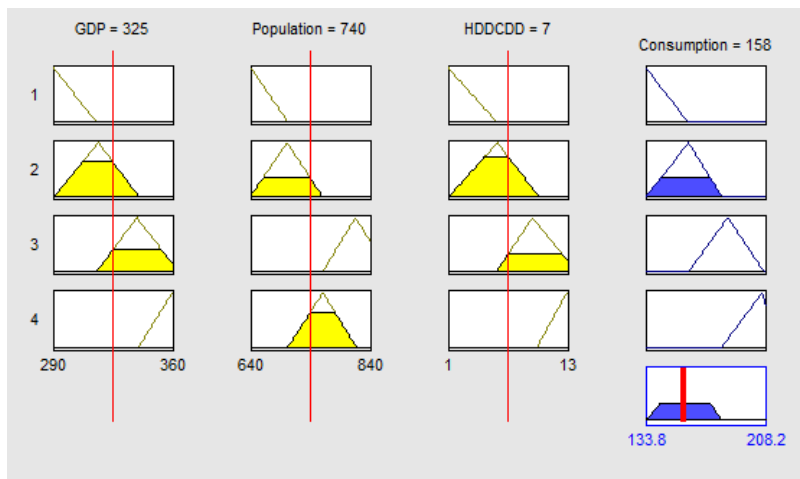 GDP = 325 Population = 740 HDDCDD = 7 Consumption = 158
1
2
3
4
290 360 640 840 1 13
133.8 208.2